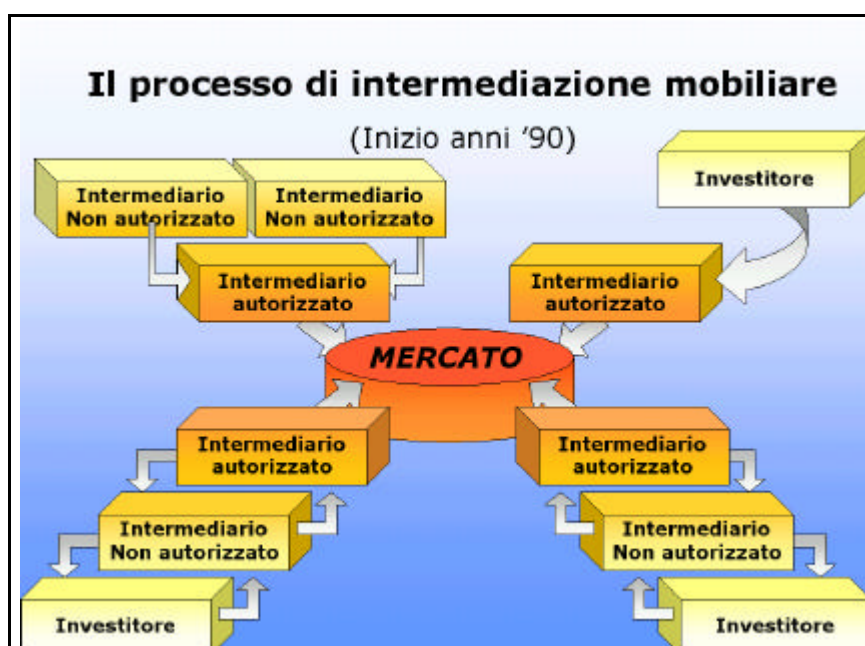 Il processo di intermediazione mobiliare
(Inizio anni '90)
Intermediario
Non autorizzato
Intermediario
Non autorizzato
Investitore
Intermediario
autorizzato
Intermediario
autorizzato
MERCATO
Intermediario
autorizzato
Intermediario
autorizzato
Intermediario
Non autorizzato
Intermediario
Non autorizzato
Investitore
Investitore